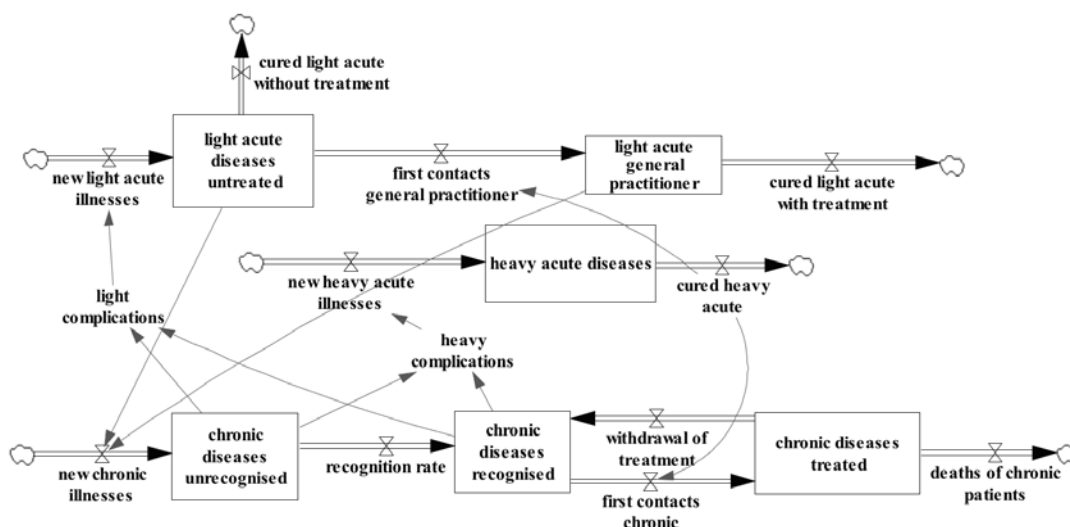 cured light acute
without treatment
light acute
diseases
untreated
new light acute
illnesses
first contacts
general practitioner
light acute
general
practitioner
cured light acute
with treatment
heavy acute diseases
new heavy acute
illnesses
cured heavy
acute
light
complications
heavy
complications
chronic
diseases
unrecognised
new chronic
illnesses
recognition rate
chronic
diseases
recognised
withdrawal of
treatment
first contacts
chronic
chronic diseases
treated
deaths of chronic
patients